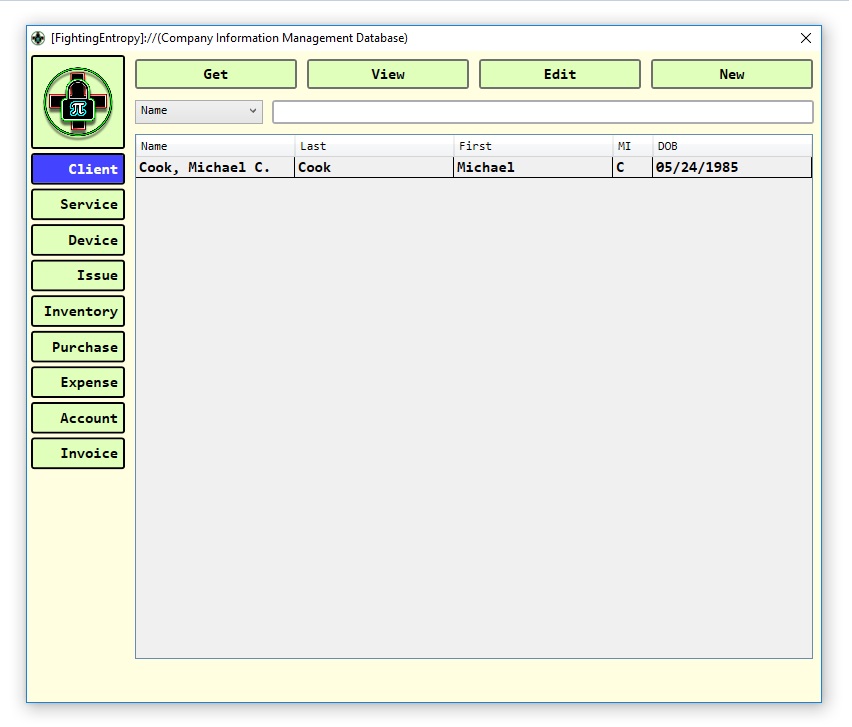 [FightingEntropy]://(Company Information Management Database)
Get View Edit New
Name
Name Last First MI DOB
Cook, Michael C. Cook Michael C 05/24/1985
π
Client
Service
Device
Issue
Inventory
Purchase
Expense
Account
Invoice